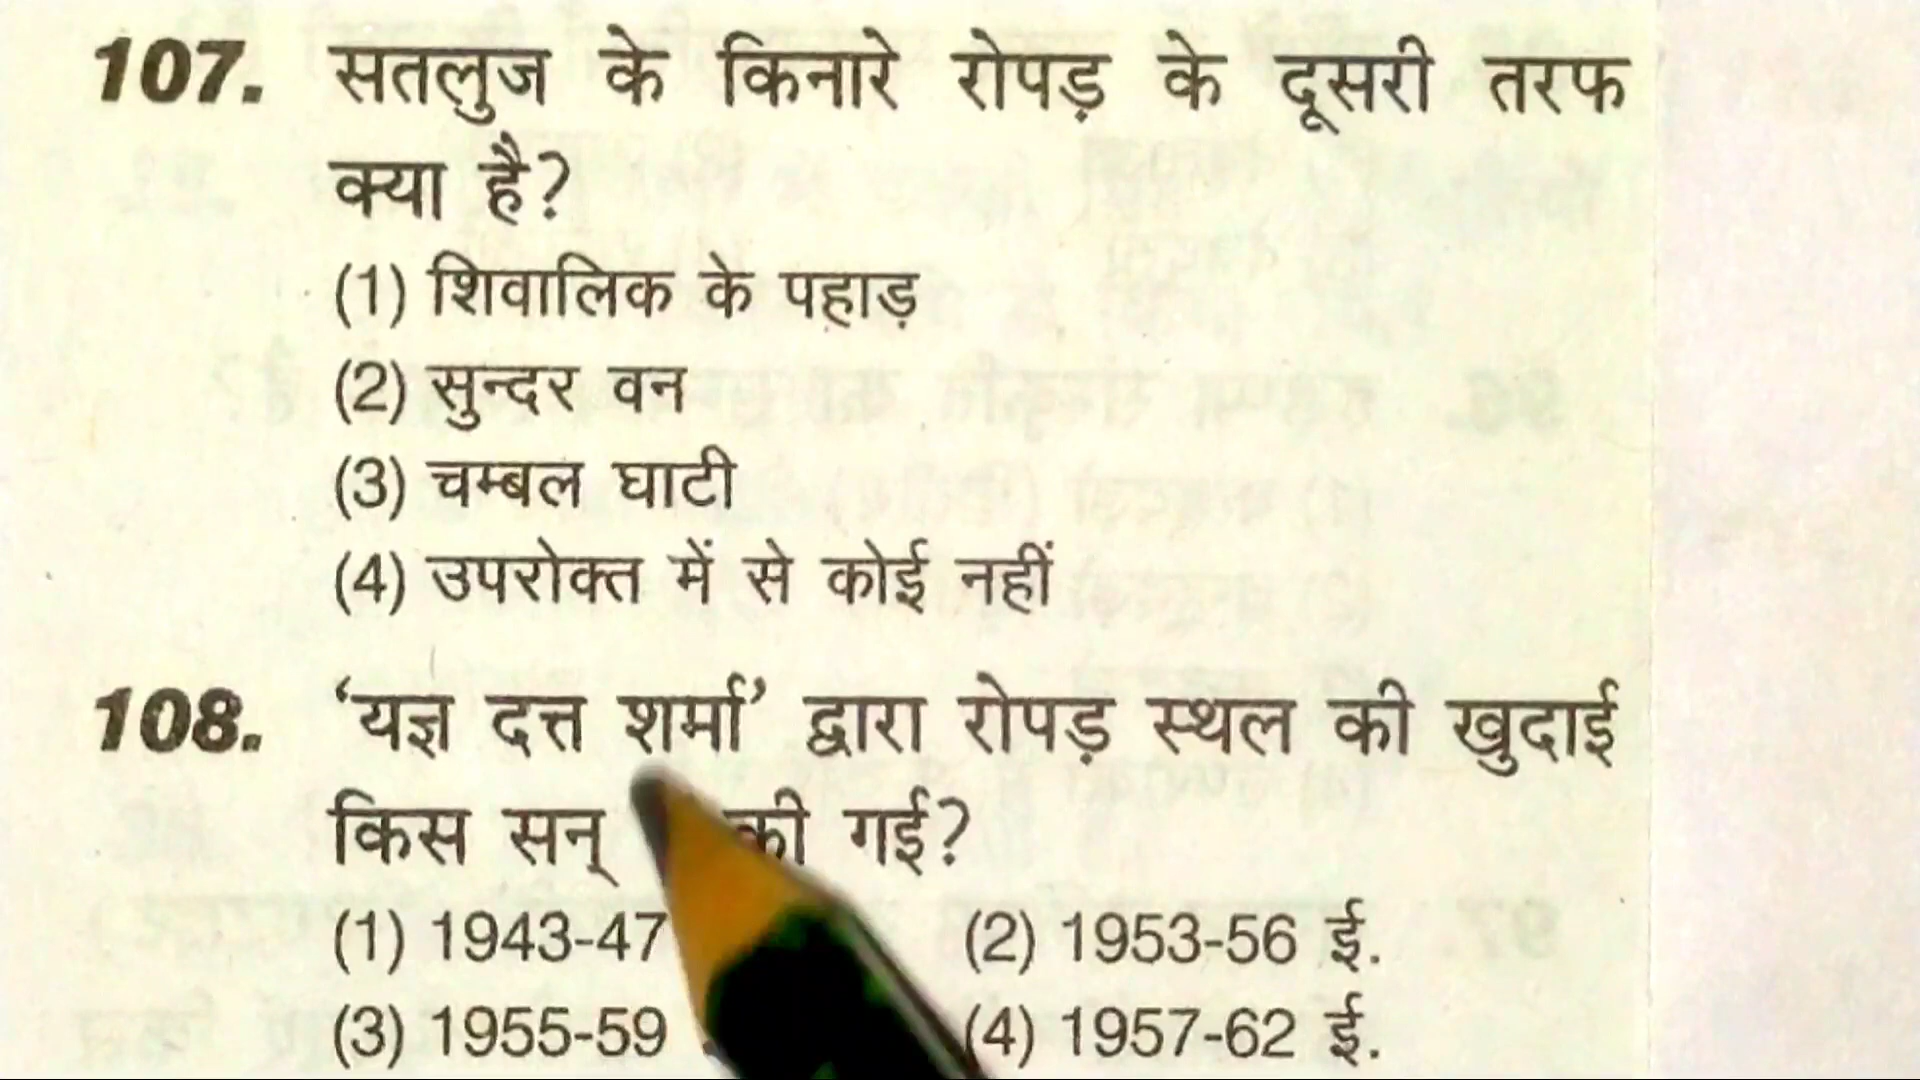 107. सतलुज के किनारे रोपड़ के दूसरी तरफ
क्या है?
(1) शिवालिक के पहाड़
(2) सुन्दर वन
(3) चम्बल घाटी
(4) उपरोक्त में से कोई नहीं
108. ‘यज्ञ दत्त शर्मा’ द्वारा रोपड़ स्थल की खुदाई
किस सन् की गई?
(1) 1943-47 (2) 1953-56 ई.
(3) 1955-59 (4) 1957-62 ई.